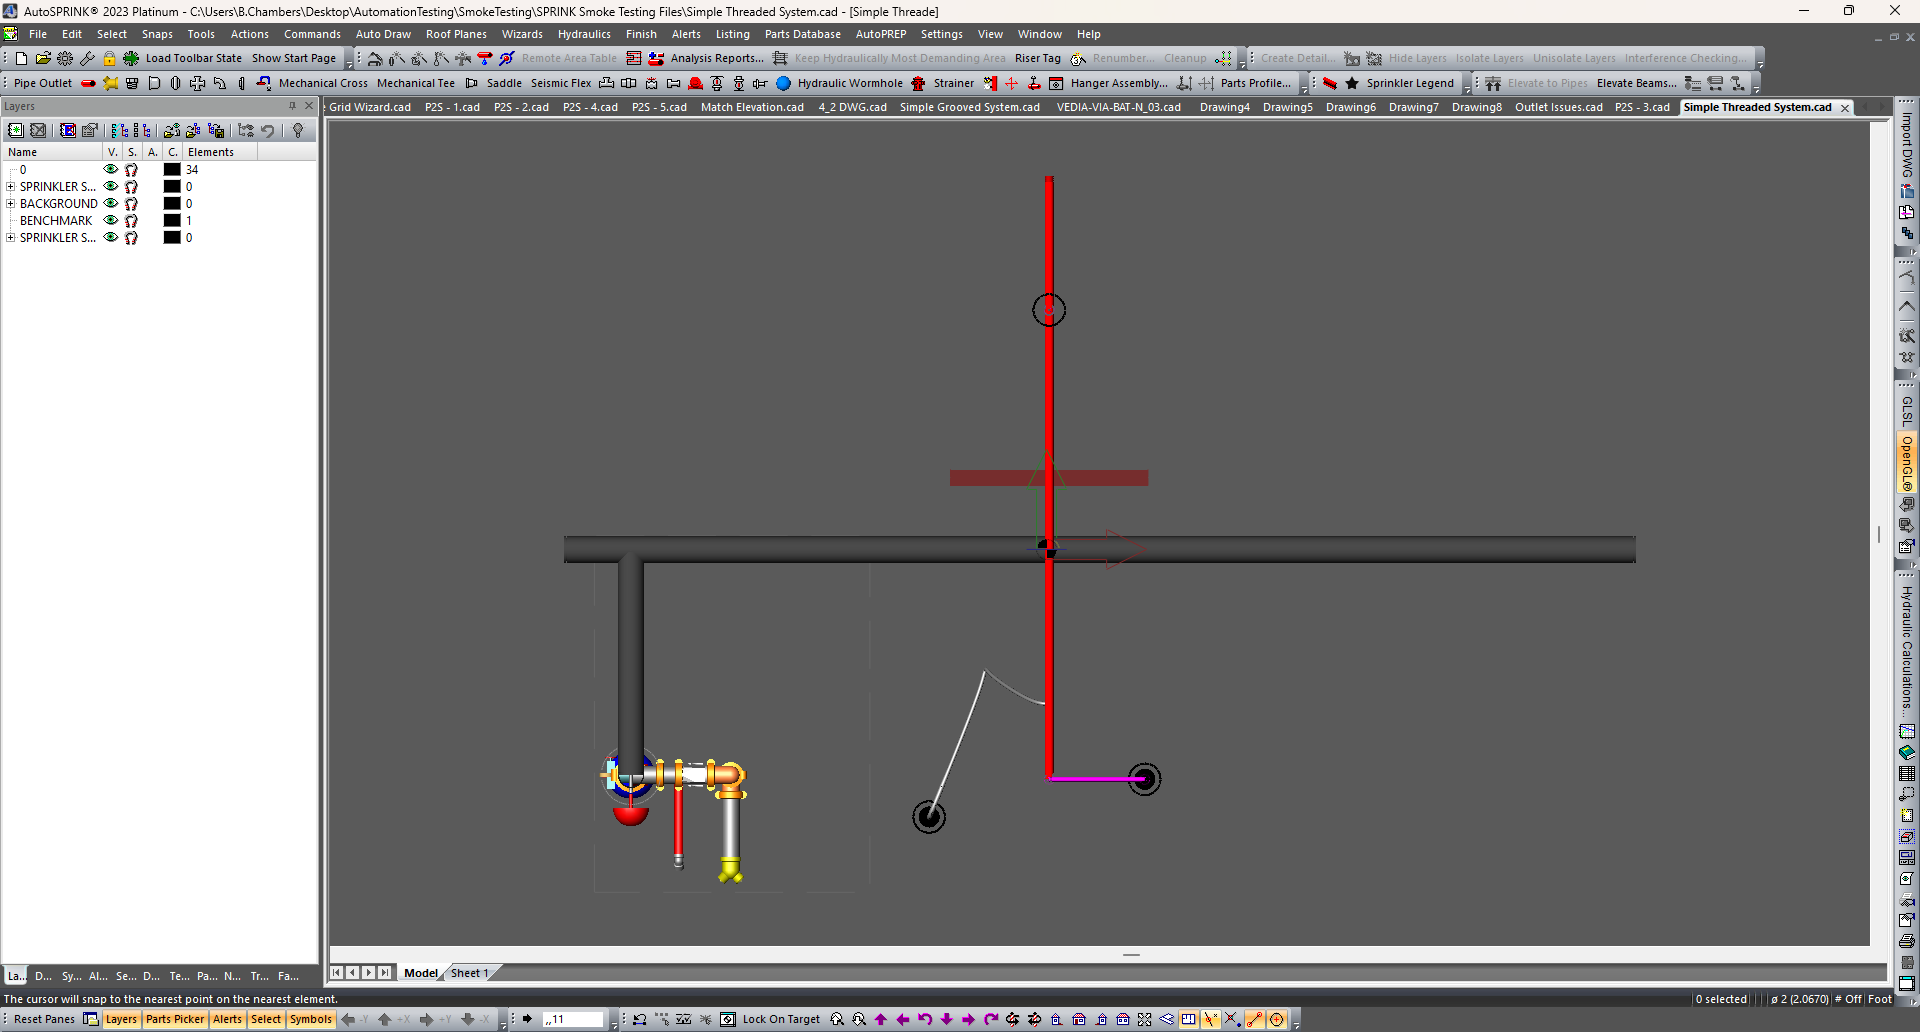 AutoSPRINK® 2023 Platinum - C:\Users\B.Chambers\Desktop\AutomationTesting\SmokeTesting\SPRINK Smoke Testing Files\Simple Threaded System.cad - [Simple Threade]
File Edit Select Snaps Tools Actions Commands Auto Draw Roof Planes Wizards Hydraulics Finish Alerts Listing Parts Database AutoPREP Settings View Window Help
Load Toolbar State Show Start Page Remote Area Table Analysis Reports... Keep Hydraulically Most Demanding Area Riser Tag Renumber... Cleanup Create Detail... Hide Layers Isolate Layers Unisolate Layers Interference Checking...
Pipe Outlet Mechanical Cross Mechanical Tee Saddle Seismic Flex Hydraulic Wormhole Strainer Hanger Assembly... Parts Profile... Sprinkler Legend Elevate to Pipes Elevate Beams...
Layers
Grid Wizard.cad P2S - 1.cad P2S - 2.cad P2S - 4.cad P2S - 5.cad Match Elevation.cad 4_2 DWG.cad Simple Grooved System.cad VEDIA-VIA-BAT-N_03.cad Drawing4 Drawing5 Drawing6 Drawing7 Drawing8 Outlet Issues.cad P2S - 3.cad Simple Threaded System.cad
Name V. S. A. C. Elements
0 34
SPRINKLER S... 0
BACKGROUND 0
BENCHMARK 1
SPRINKLER S... 0
Import DWG
GLSL
OpenGL®
Hydraulic Calculations...
La... D... Sy... Al... Se... D... Te... Pa... N... Tr... Fa...
Model Sheet 1
The cursor will snap to the nearest point on the nearest element.
0 selected ø 2 (2.0670) # Off Foot
Reset Panes Layers Parts Picker Alerts Select Symbols -Y +X +Y -X ,,11 Lock On Target